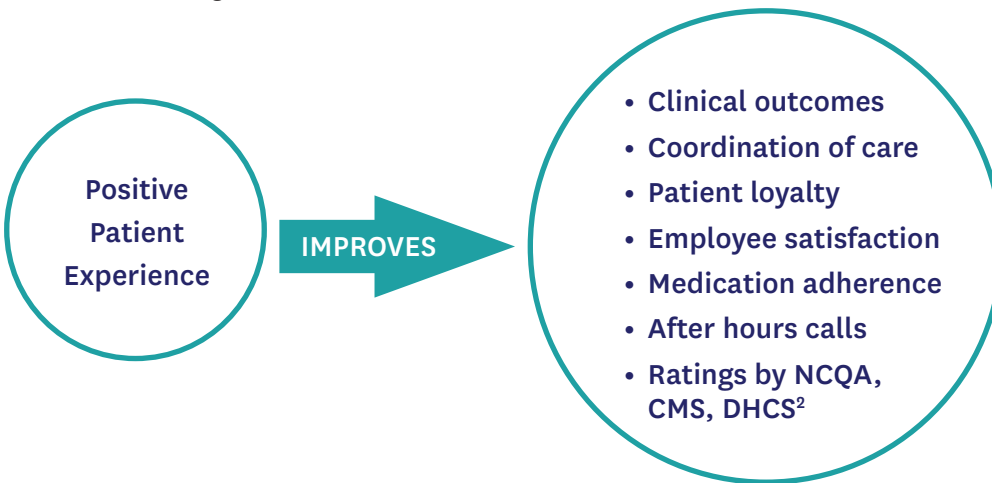 Positive
Patient
Experience
IMPROVES
• Clinical outcomes
• Coordination of care
• Patient loyalty
• Employee satisfaction
• Medication adherence
• After hours calls
• Ratings by NCQA,
CMS, DHCS²